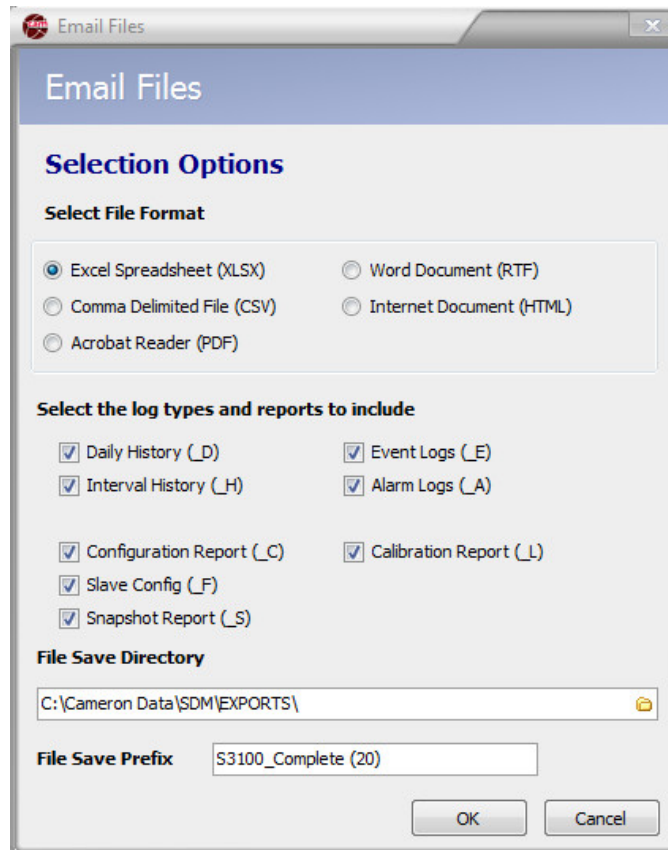 Email Files
Email Files
Selection Options
Select File Format
Excel Spreadsheet (XLSX)
Word Document (RTF)
Comma Delimited File (CSV)
Internet Document (HTML)
Acrobat Reader (PDF)
Select the log types and reports to include
Daily History (_D)
Event Logs (_E)
Interval History (_H)
Alarm Logs (_A)
Configuration Report (_C)
Calibration Report (_L)
Slave Config (_F)
Snapshot Report (_S)
File Save Directory
C:\Cameron Data\SDM\EXPORTS\
File Save Prefix
S3100_Complete (20)
OK
Cancel